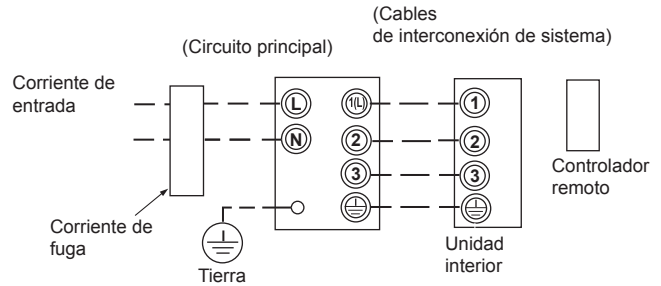 (Cables
de interconexión de sistema)
(Circuito principal)
Corriente de
entrada
L
1(L)
1
N
2
2
3
3
Controlador
remoto
Corriente de
fuga
Tierra
Unidad
interior